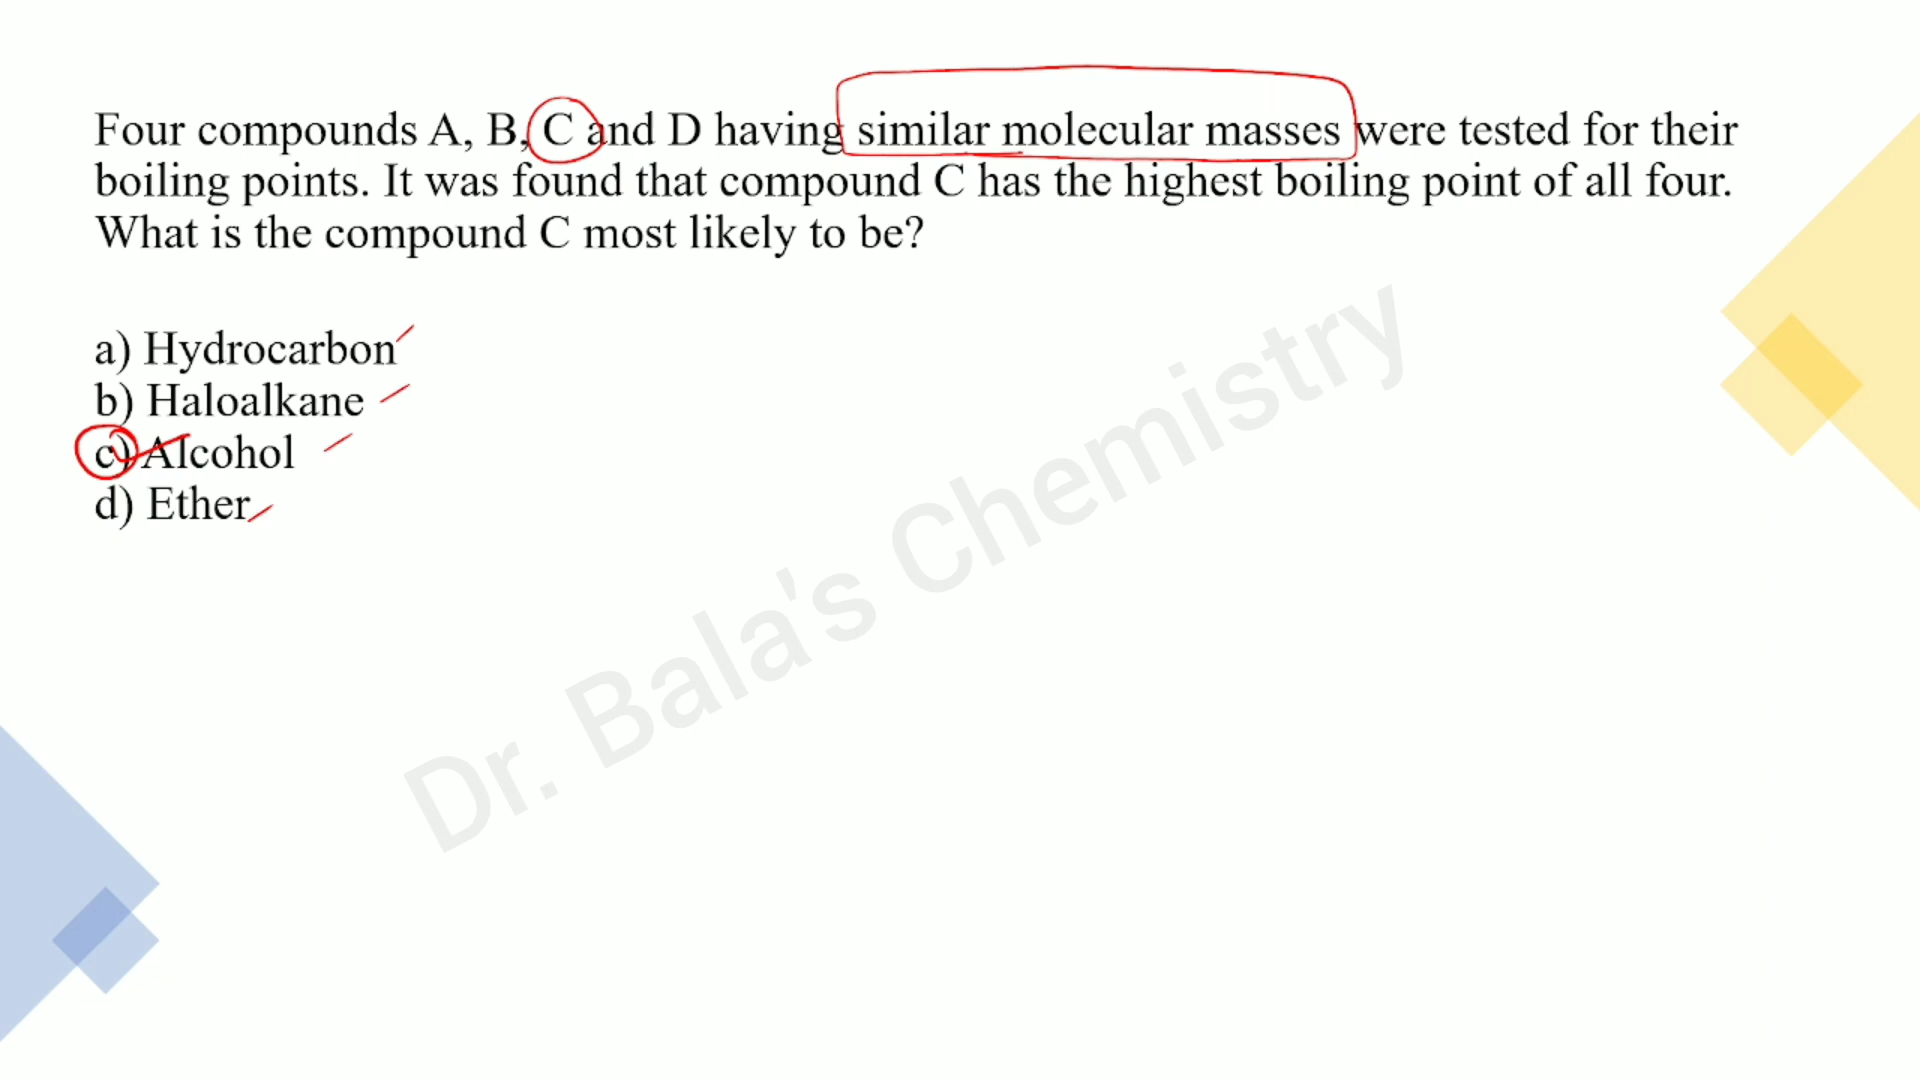 Four compounds A, B, C and D having similar molecular masses were tested for their
boiling points. It was found that compound C has the highest boiling point of all four.
What is the compound C most likely to be?
a) Hydrocarbon
b) Haloalkane
c) Alcohol
d) Ether
Dr. Bala's Chemistry